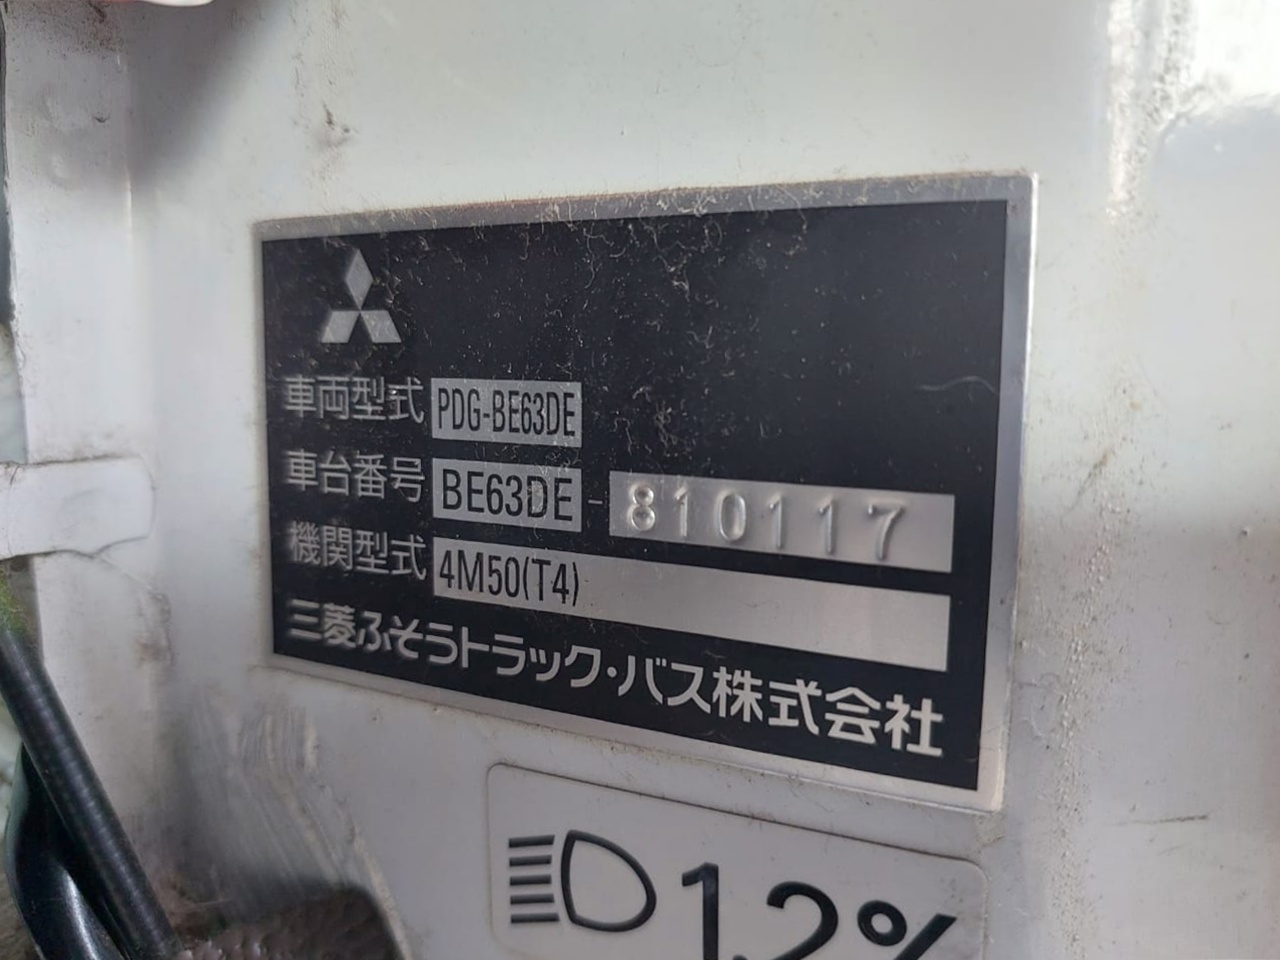 車両型式 PDG-BE63DE
車台番号 BE63DE-810117
機関型式 4M50(T4)
三菱ふそうトラック・バス株式会社
1.2%